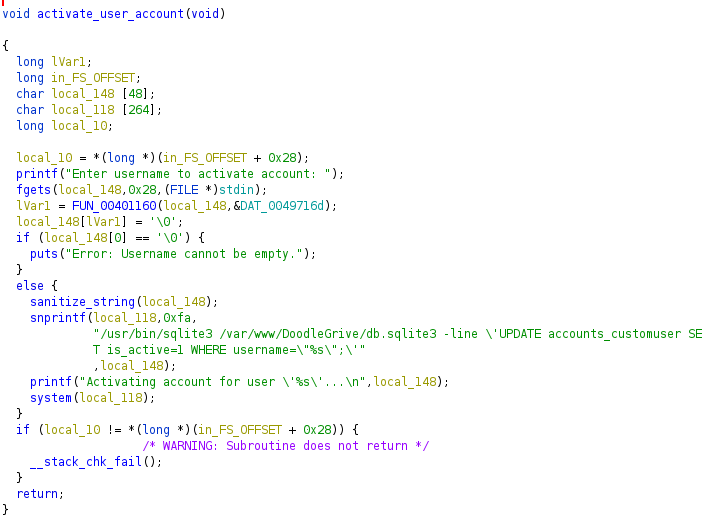 void activate_user_account(void)
{
long lVar1;
long in_FS_OFFSET;
char local_148 [48];
char local_118 [264];
long local_10;
local_10 = *(long *)(in_FS_OFFSET + 0x28);
printf("Enter username to activate account: ");
fgets(local_148,0x28,(FILE *)stdin);
lVar1 = FUN_00401160(local_148,&DAT_0049716d);
local_148[lVar1] = '\0';
if (local_148[0] == '\0') {
puts("Error: Username cannot be empty.");
}
else {
sanitize_string(local_148);
snprintf(local_118,0xfa,
"/usr/bin/sqlite3 /var/www/DoodleGrive/db.sqlite3 -line \'UPDATE accounts_customuser SE
T is_active=1 WHERE username=\"%s\";\'"
,local_148);
printf("Activating account for user \'%s\'...\n",local_148);
system(local_118);
}
if (local_10 != *(long *)(in_FS_OFFSET + 0x28)) {
/* WARNING: Subroutine does not return */
__stack_chk_fail();
}
return;
}